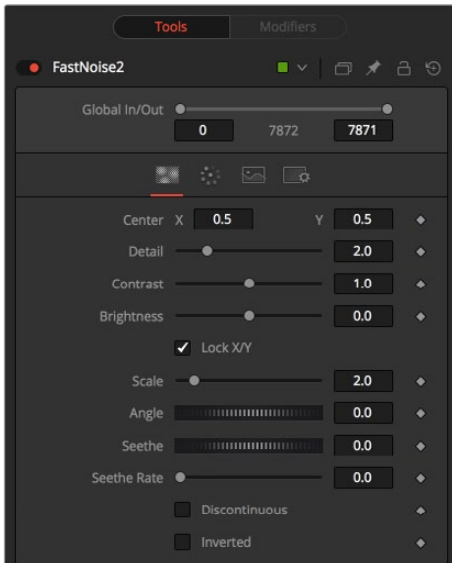 Tools Modifiers
FastNoise2
Global In/Out
0 7872 7871
Center X 0.5 Y 0.5
Detail 2.0
Contrast 1.0
Brightness 0.0
Lock X/Y
Scale 2.0
Angle 0.0
Seethe 0.0
Seethe Rate 0.0
Discontinuous
Inverted